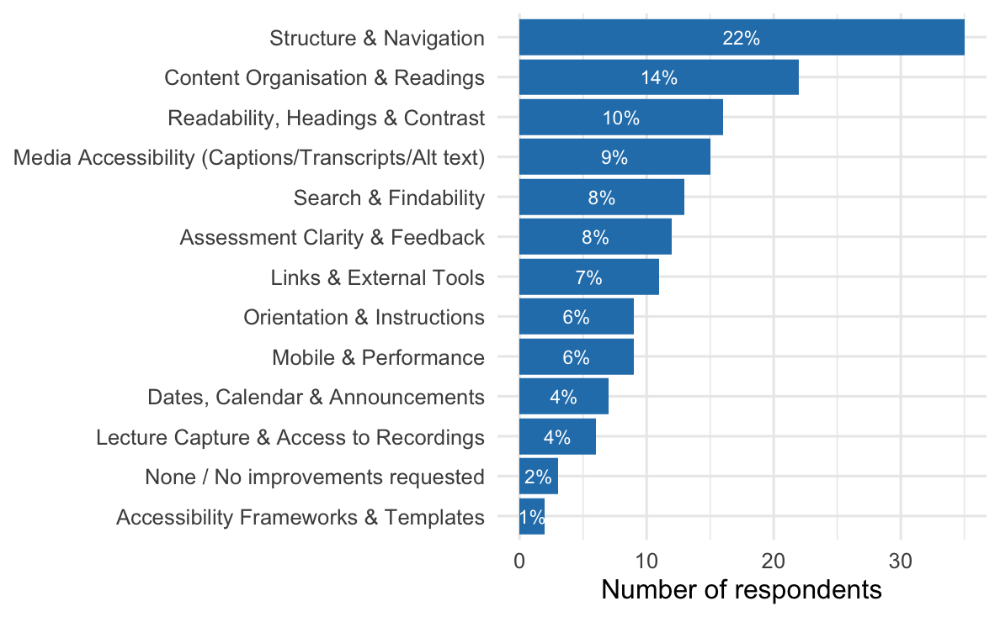 Structure & Navigation 22%
Content Organisation & Readings 14%
Readability, Headings & Contrast 10%
Media Accessibility (Captions/Transcripts/Alt text) 9%
Search & Findability 8%
Assessment Clarity & Feedback 8%
Links & External Tools 7%
Orientation & Instructions 6%
Mobile & Performance 6%
Dates, Calendar & Announcements 4%
Lecture Capture & Access to Recordings 4%
None / No improvements requested 2%
Accessibility Frameworks & Templates 1%
0 10 20 30
Number of respondents